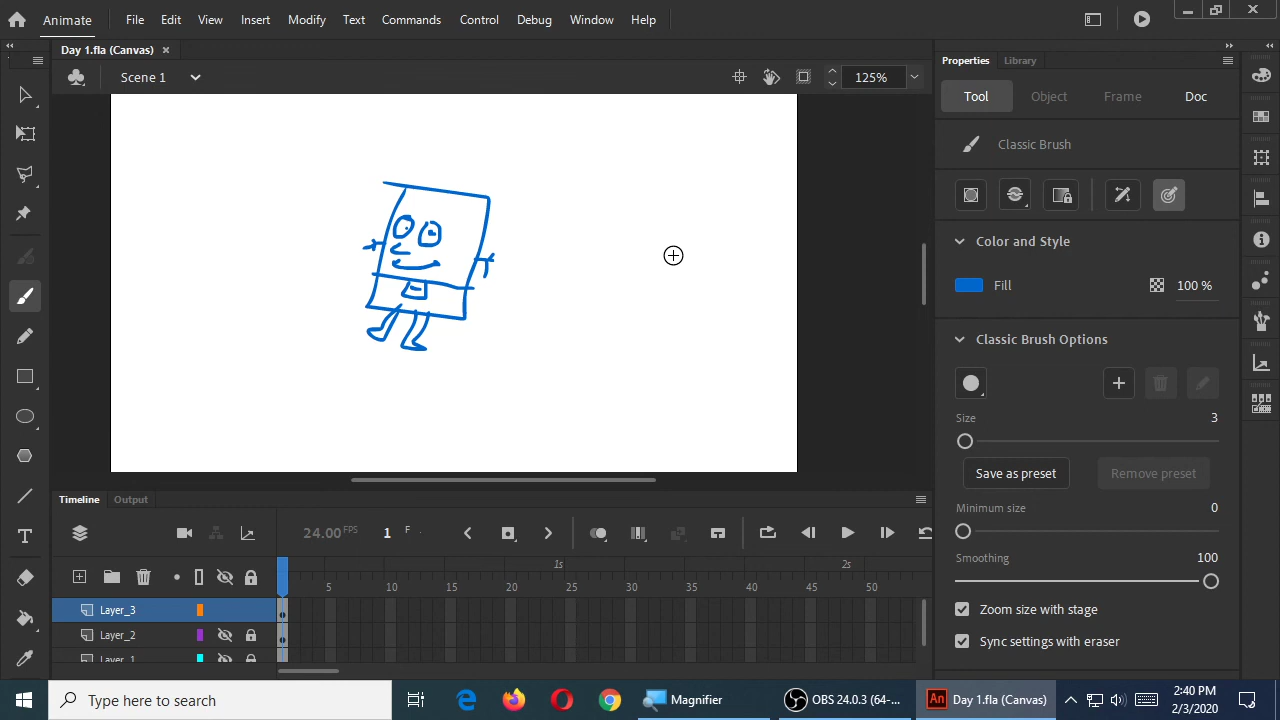 Animate File Edit View Insert Modify Text Commands Control Debug Window Help
Day 1.fla (Canvas)
Properties Library
Scene 1 125%
Tool Object Frame Doc
Classic Brush
Color and Style
Fill 100 %
Classic Brush Options
Size 3
Save as preset Remove preset
Timeline Output
Minimum size 0
24.00 FPS 1 F
Smoothing 100
1s 2s
5 10 15 20 25 30 35 40 45 50
Layer_3
Zoom size with stage
Layer_2
Sync settings with eraser
Layer_1
Type here to search
Magnifier
OBS 24.0.3 (64-...
An Day 1.fla (Canvas)
2:40 PM
2/3/2020